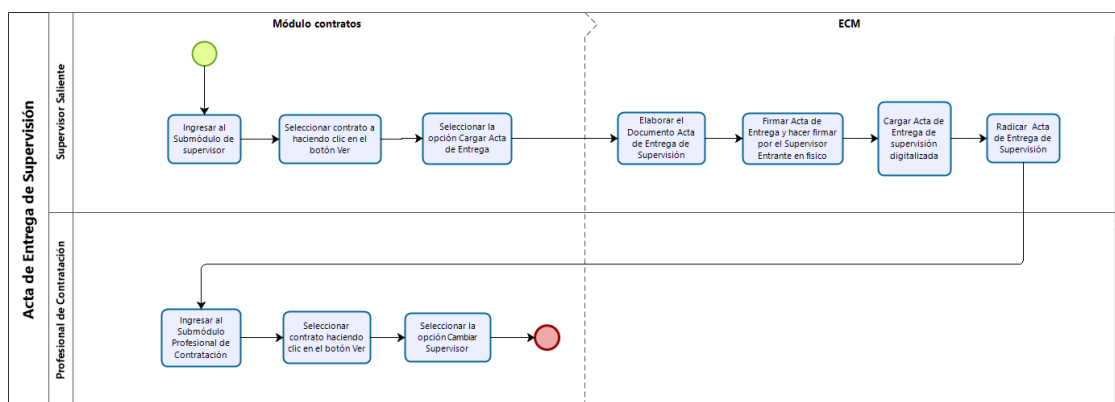 Módulo contratos
ECM
Acta de Entrega de Supervisión
Supervisor Saliente
Ingresar al
Submódulo de
supervisor
Seleccionar contrato a
haciendo clic en el
botón Ver
Seleccionar la
opción Cargar Acta
de Entrega
Elaborar el
Documento Acta
de Entrega de
Supervisión
Firmar Acta de
Entrega y hacer firmar
por el Supervisor
Entrante en fisico
Cargar Acta de
Entrega de
supervisión
digitalizada
Radicar Acta
de Entrega de
Supervisión
Profesional de Contratación
Ingresar al
Submódulo
Profesional de
Contratación
Seleccionar
contrato haciendo
clic en el botón Ver
Seleccionar la
opción Cambiar
Supervisor